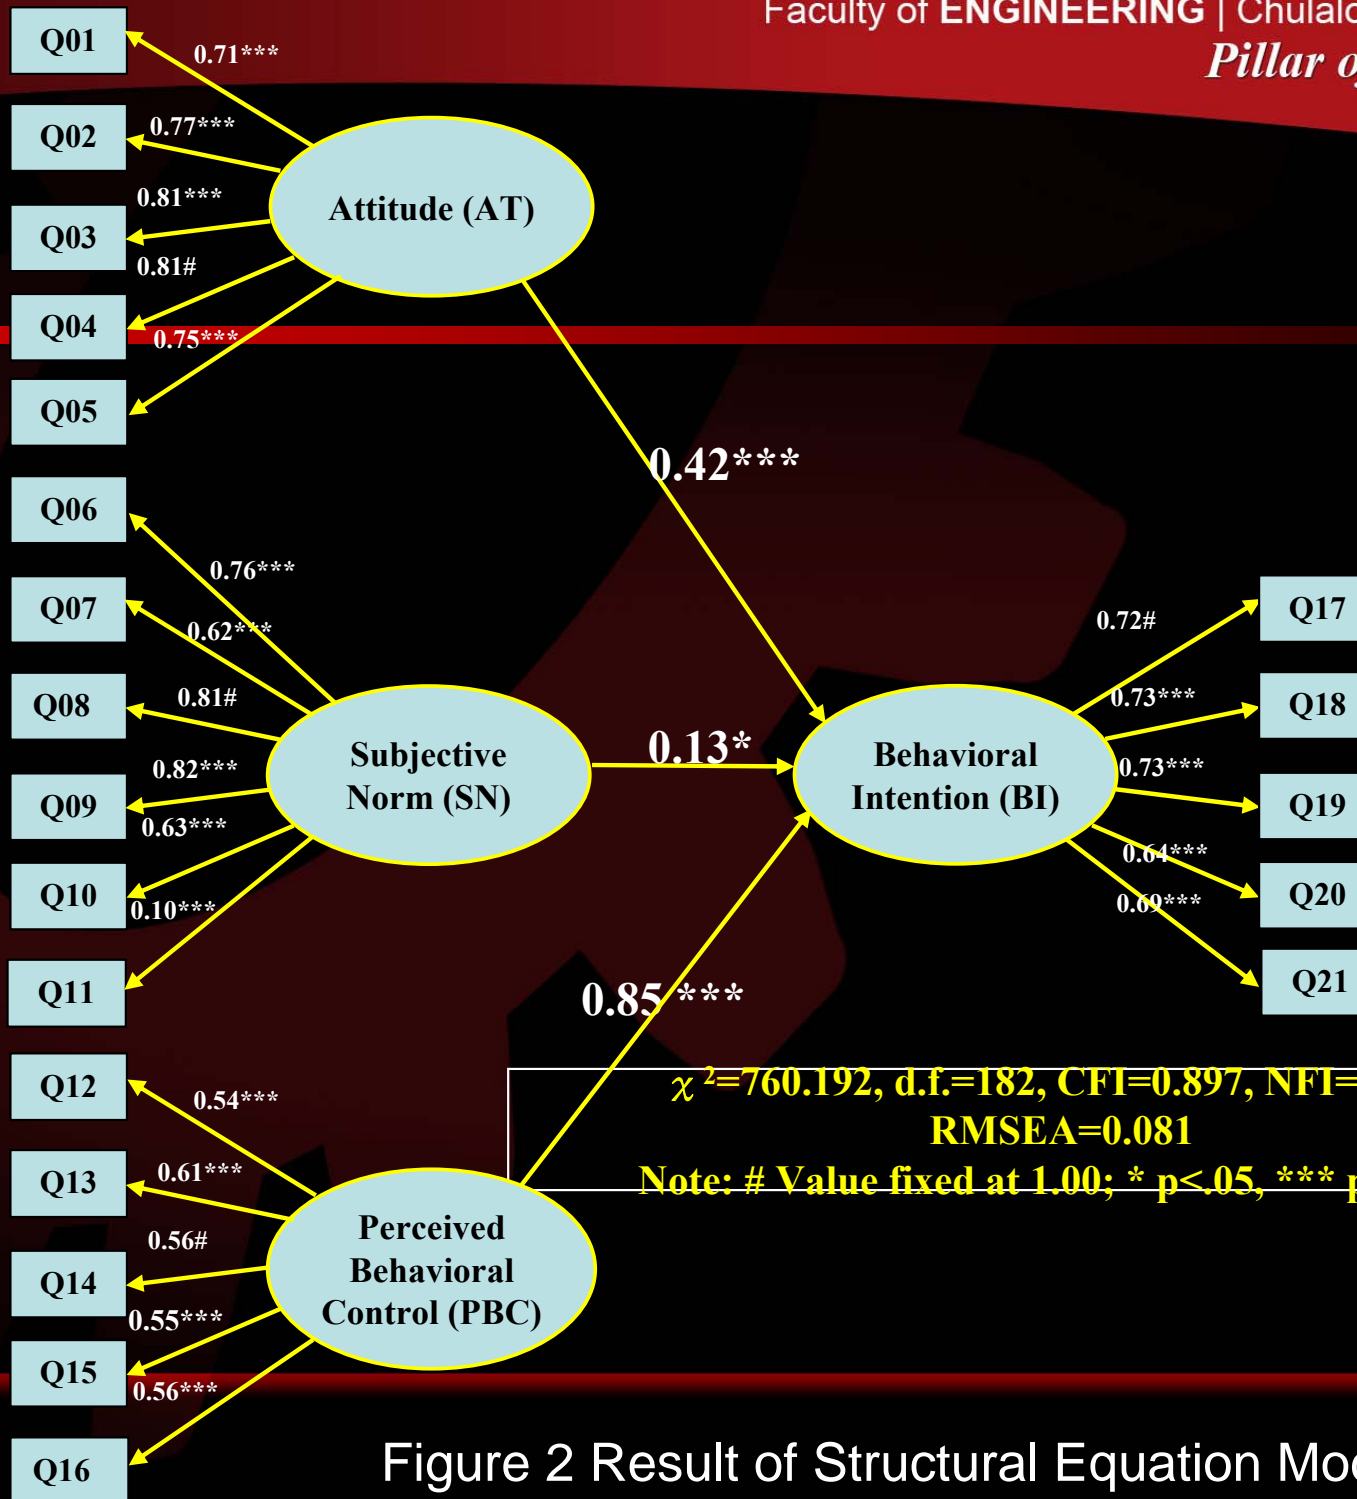 Faculty of ENGINEERING |
Pillar
Q01
0.71***
Q02
0.77***
0.81***
Q03
0.81#
Q04
0.75***
Q05
Attitude (AT)
0.42***
Q06
0.76***
Q07
0.62***
Q08
0.81#
0.82***
Q09
0.63***
Q10
0.10***
Q11
Subjective
Norm (SN)
0.13*
Behavioral
Intention (BI)
0.72#
Q17
0.73***
Q18
0.73***
Q19
0.64***
Q20
0.69***
Q21
0.85 ***
Q12
0.54***
Q13
0.61***
0.56#
Q14
0.55***
Q15
0.56***
Q16
Perceived
Behavioral
Control (PBC)
χ ²=760.192, d.f.=182, CFI=0.897, NFI=
RMSEA=0.081
Note: # Value fixed at 1.00; * p<.05, *** p
Figure 2 Result of Structural Equation